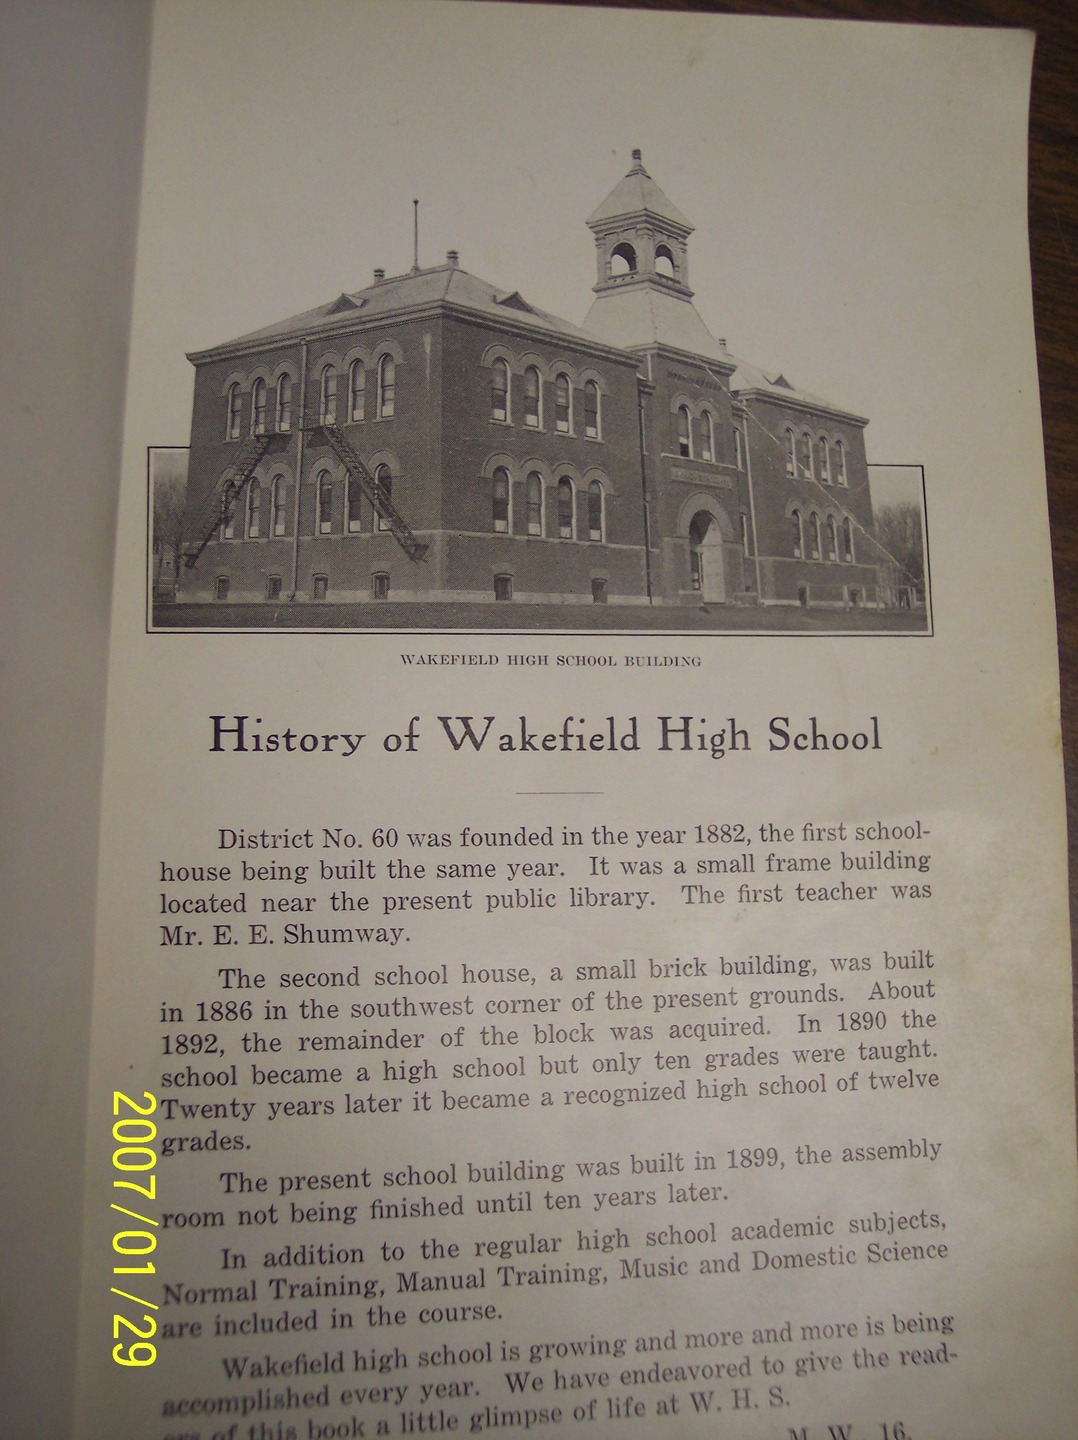 WAKEFIELD HIGH SCHOOL BUILDING
History of Wakefield High School
District No. 60 was founded in the year 1882, the first school-
house being built the same year. It was a small frame building
located near the present public library. The first teacher was
Mr. E. E. Shumway.
The second school house, a small brick building, was built
in 1886 in the southwest corner of the present grounds. About
1892, the remainder of the block was acquired. In 1890 the
school became a high school but only ten grades were taught.
Twenty years later it became a recognized high school of twelve
grades.
The present school building was built in 1899, the assembly
room not being finished until ten years later.
In addition to the regular high school academic subjects,
Normal Training, Manual Training, Music and Domestic Science
are included in the course.
Wakefield high school is growing and more and more is being
accomplished every year. We have endeavored to give the read-
ers of this book a little glimpse of life at W. H. S.
M. W. 16.
2007/01/29